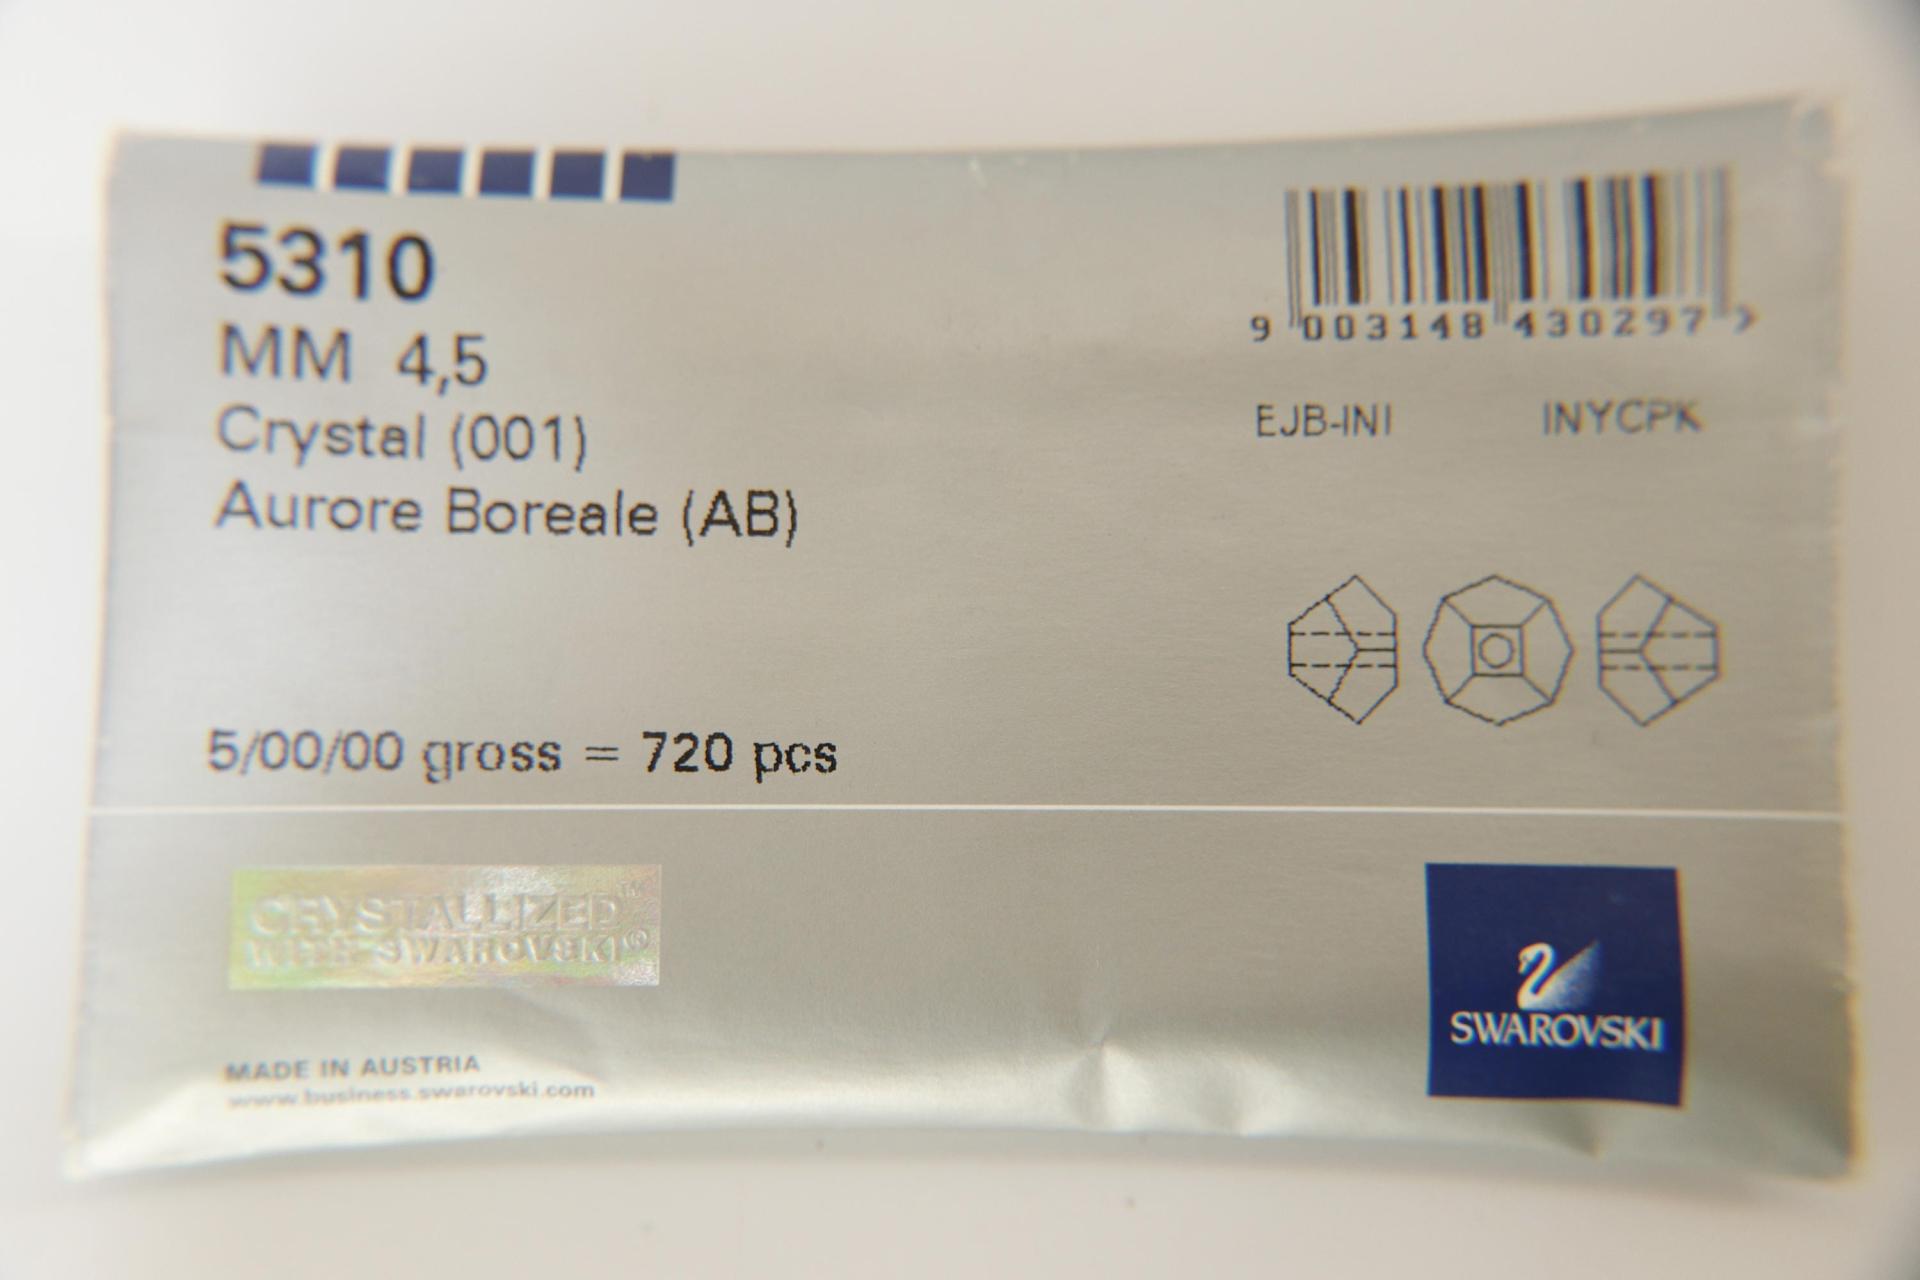 5310
MM 4,5
Crystal (001)
Aurore Boreale (AB)
9 003148 430297 >
EJB-INI INYCPK
5/00/00 gross = 720 pcs
CRYSTALLIZED™
WITH SWAROVSKI®
MADE IN AUSTRIA
www.business.swarovski.com
SWAROVSKI